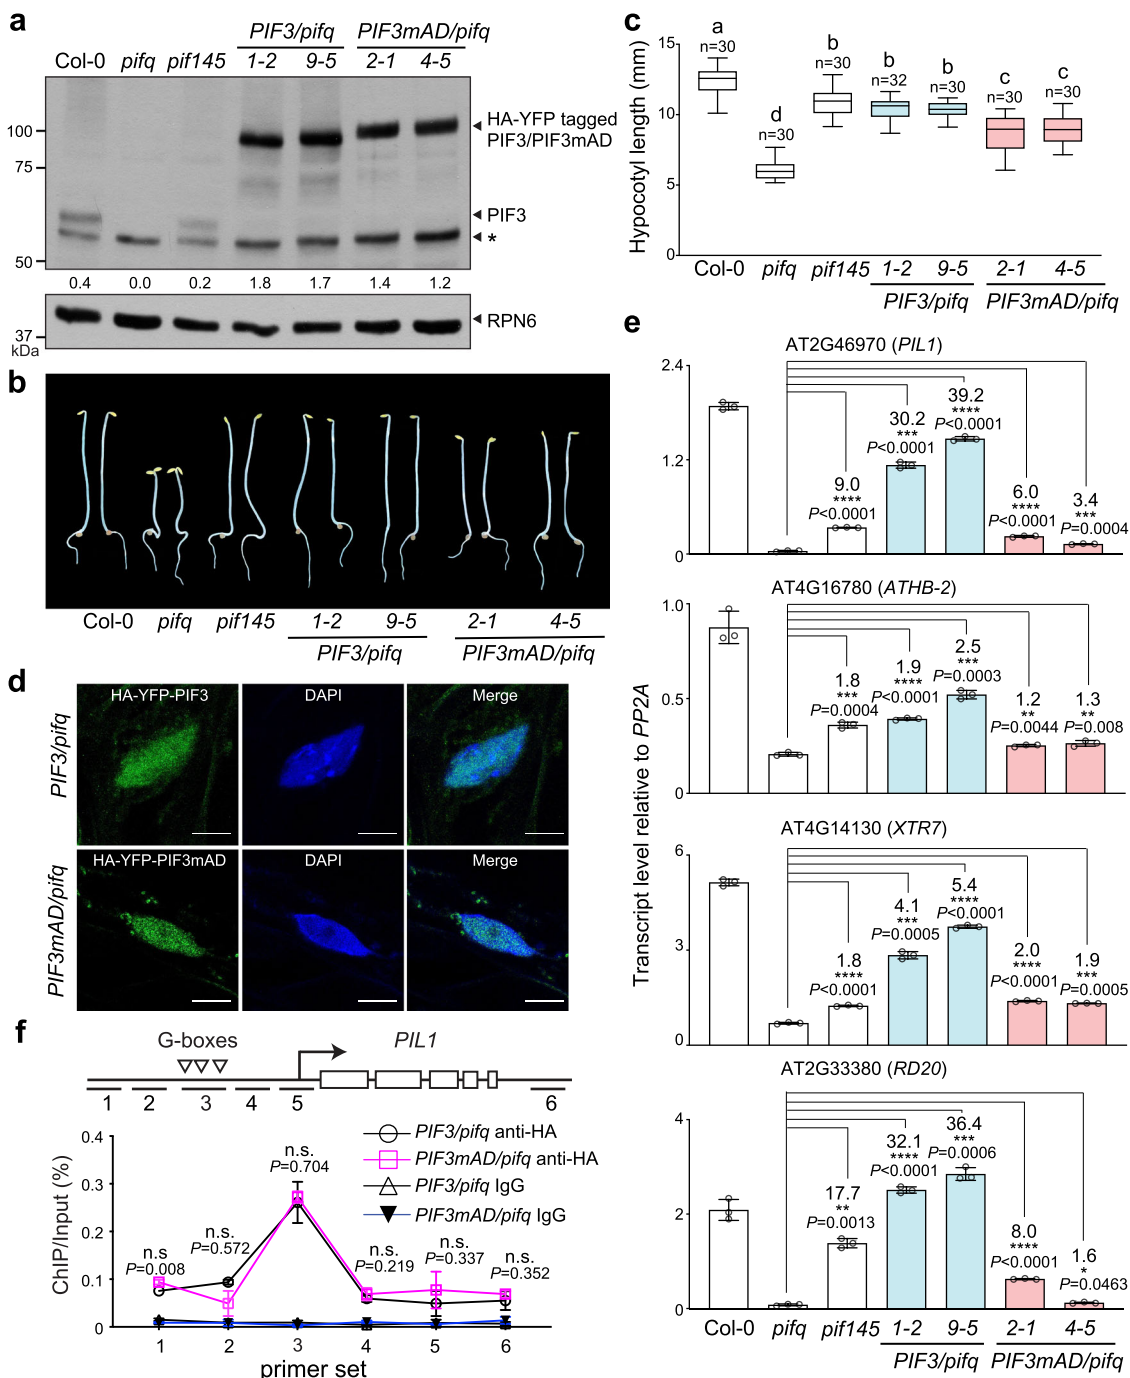 a
PIF3/pifq PIF3mAD/pifq
Col-0 pifq pif145 1-2 9-5 2-1 4-5
100
75
50
37
kDa
HA-YFP tagged
PIF3/PIF3mAD
PIF3
*
0.4 0.0 0.2 1.8 1.7 1.4 1.2
RPN6
b
Col-0 pifq pif145 1-2 9-5 2-1 4-5
PIF3/pifq PIF3mAD/pifq
c
Hypocotyl length (mm)
15
10
5
0
a
n=30
d
n=30
b
n=30
b
n=32
b
n=30
c
n=30
c
n=30
Col-0 pifq pif145 1-2 9-5 2-1 4-5
PIF3/pifq PIF3mAD/pifq
d
HA-YFP-PIF3 DAPI Merge
PIF3/pifq
HA-YFP-PIF3mAD DAPI Merge
PIF3mAD/pifq
e
Transcript level relative to PP2A
AT2G46970 (PIL1)
2.4
1.2
0
9.0
****
P<0.0001
30.2
***
P<0.0001
39.2
****
P<0.0001
6.0
****
P<0.0001
3.4
***
P=0.0004
AT4G16780 (ATHB-2)
1.0
0.5
0
1.8
***
P=0.0004
1.9
****
P<0.0001
2.5
***
P=0.0003
1.2
**
P=0.0044
1.3
**
P=0.008
AT4G14130 (XTR7)
6
3
0
1.8
****
P<0.0001
4.1
***
P=0.0005
5.4
****
P<0.0001
2.0
****
P<0.0001
1.9
***
P=0.0005
AT2G33380 (RD20)
4
2
0
17.7
**
P=0.0013
32.1
****
P<0.0001
36.4
***
P=0.0006
8.0
****
P<0.0001
1.6
*
P=0.0463
Col-0 pifq pif145 1-2 9-5 2-1 4-5
PIF3/pifq PIF3mAD/pifq
f
G-boxes PIL1
1 2 3 4 5 6
PIF3/pifq anti-HA
PIF3mAD/pifq anti-HA
PIF3/pifq IgG
PIF3mAD/pifq IgG
ChIP/Input (%)
0.4
0.3
0.2
0.1
0
n.s
P=0.008
n.s.
P=0.572
n.s.
P=0.704
n.s.
P=0.219
n.s.
P=0.337
n.s.
P=0.352
1 2 3 4 5 6
primer set